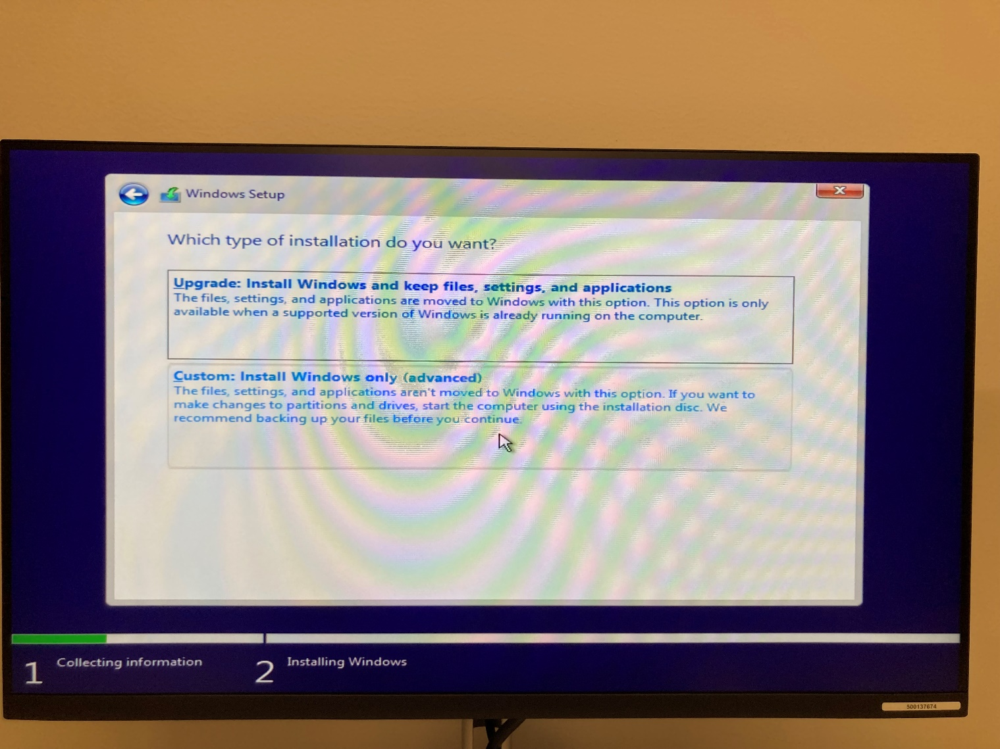 Windows Setup
Which type of installation do you want?
Upgrade: Install Windows and keep files, settings, and applications
The files, settings, and applications are moved to Windows with this option. This option is only
available when a supported version of Windows is already running on the computer.
Custom: Install Windows only (advanced)
The files, settings, and applications aren't moved to Windows with this option. If you want to
make changes to partitions and drives, start the computer using the installation disc. We
recommend backing up your files before you continue.
1 Collecting information
2 Installing Windows
500137674